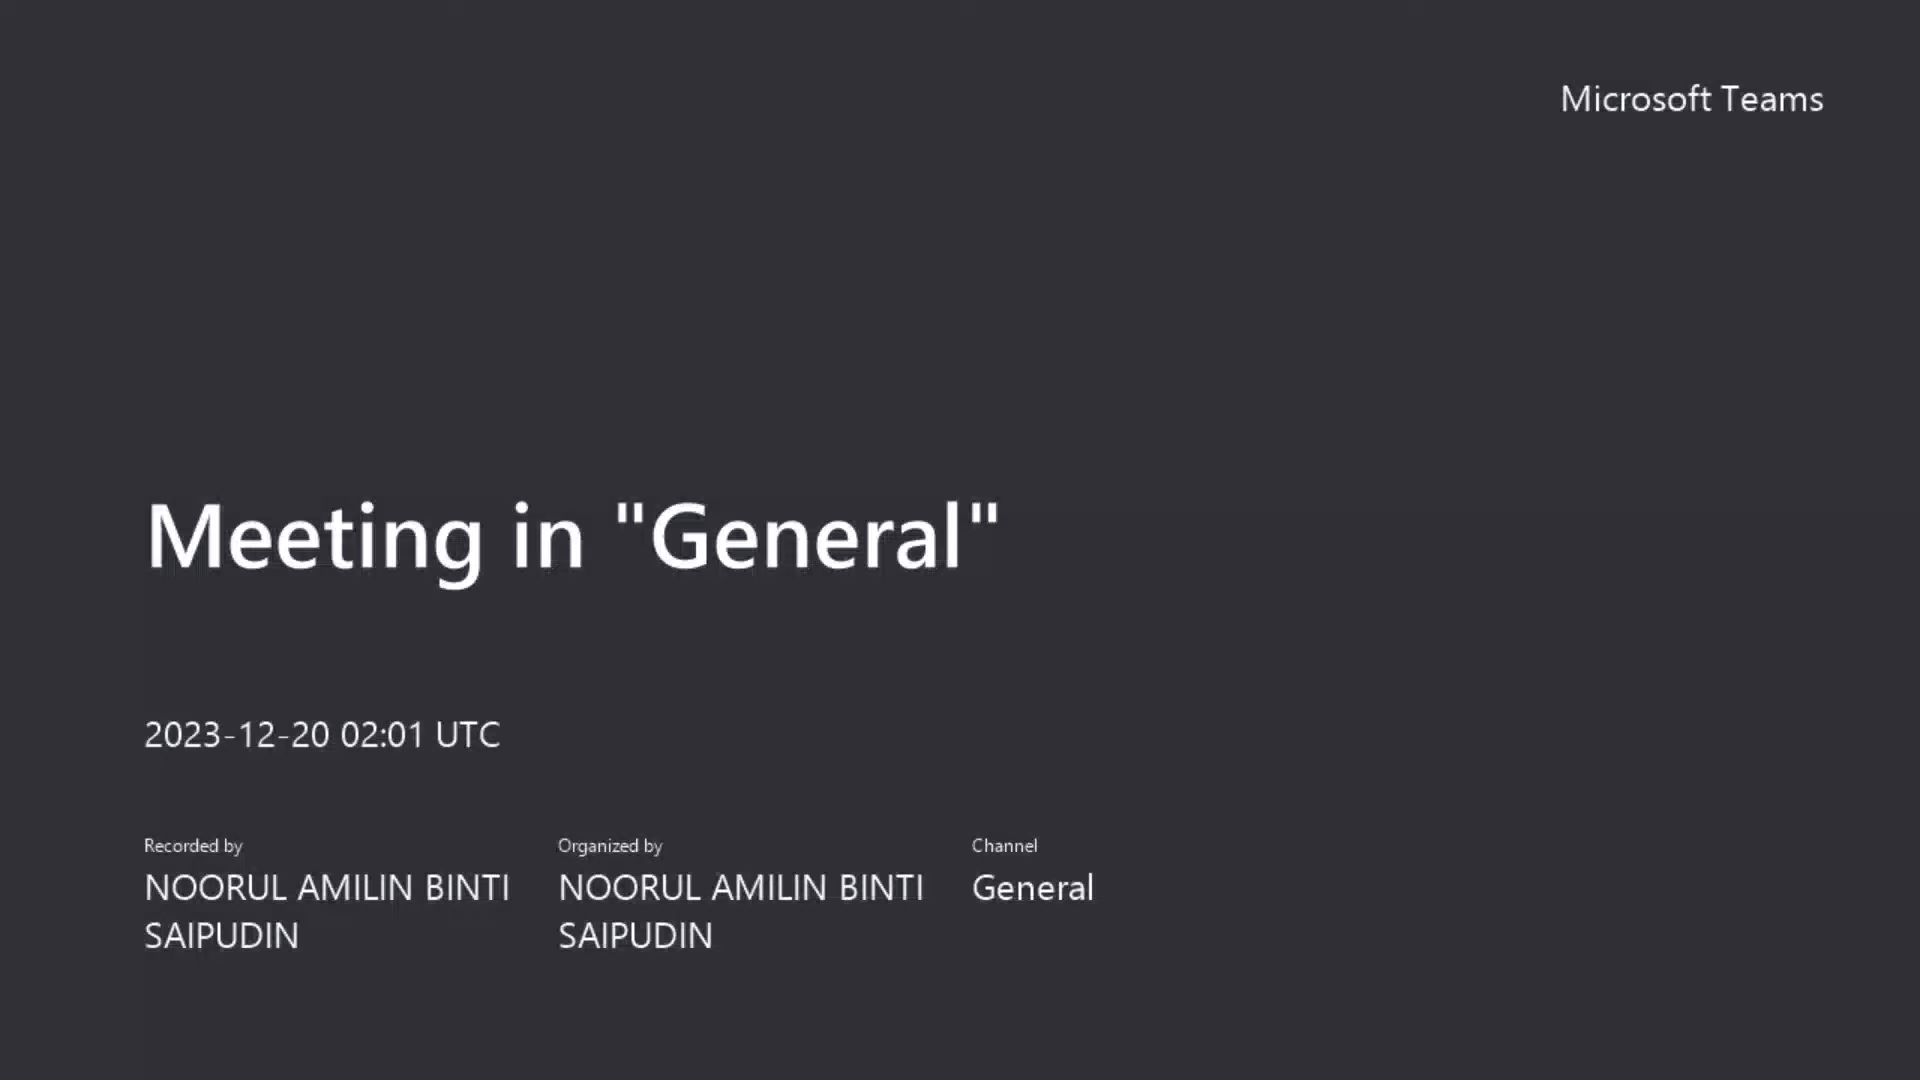 Microsoft Teams
Meeting in "General"
2023-12-20 02:01 UTC
Recorded by
NOORUL AMILIN BINTI
SAIPUDIN
Organized by
NOORUL AMILIN BINTI
SAIPUDIN
Channel
General